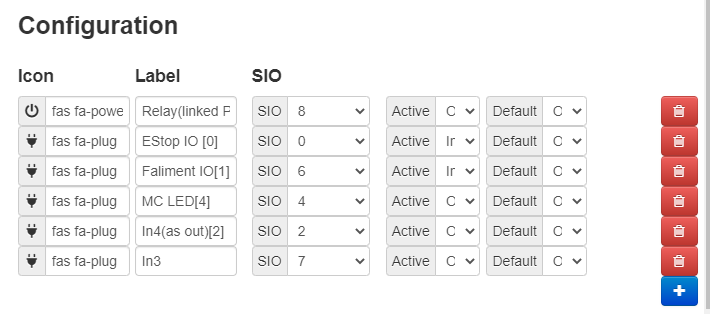 Configuration
Icon Label SIO
fas fa-powe Relay(linked SIO 8 Active Default
fas fa-plug EStop IO [0] SIO 0 Active Default
fas fa-plug Faliment IO[1] SIO 6 Active Default
fas fa-plug MC LED[4] SIO 4 Active Default
fas fa-plug In4(as out)[2] SIO 2 Active Default
fas fa-plug In3 SIO 7 Active Default